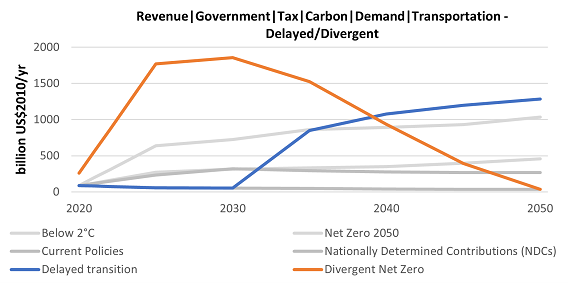 Revenue|Government|Tax|Carbon|Demand|Transportation -
Delayed/Divergent
billion US$2010/yr
2000
1500
1000
500
0
2020
2030
2040
2050
Below 2°C
Net Zero 2050
Current Policies
Nationally Determined Contributions (NDCs)
Delayed transition
Divergent Net Zero